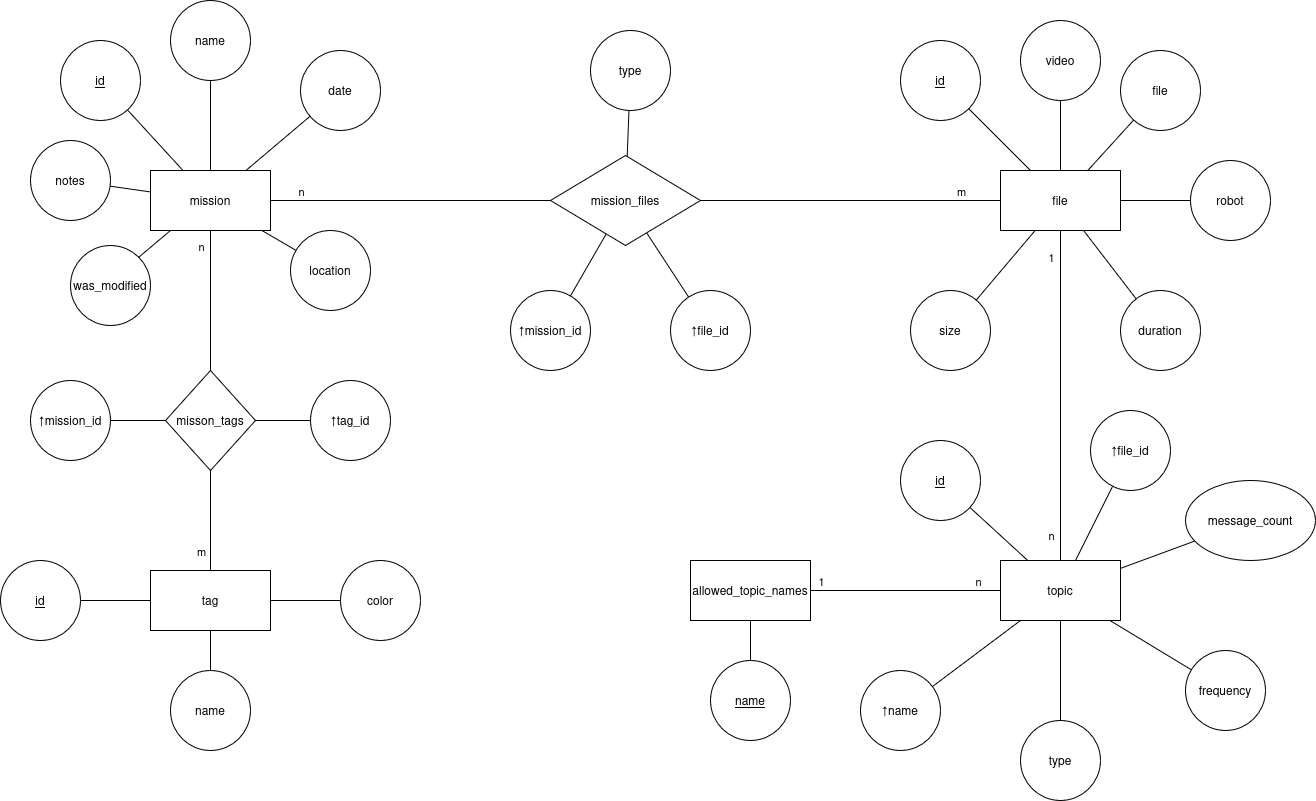 name
id
date
type
id
video
file
notes
mission
n
mission_files
m
file
robot
was_modified
n
location
1
↑mission_id
↑file_id
size
duration
↑mission_id
misson_tags
↑tag_id
id
↑file_id
message_count
m
n
id
tag
color
allowed_topic_names
1
n
topic
name
name
↑name
type
frequency